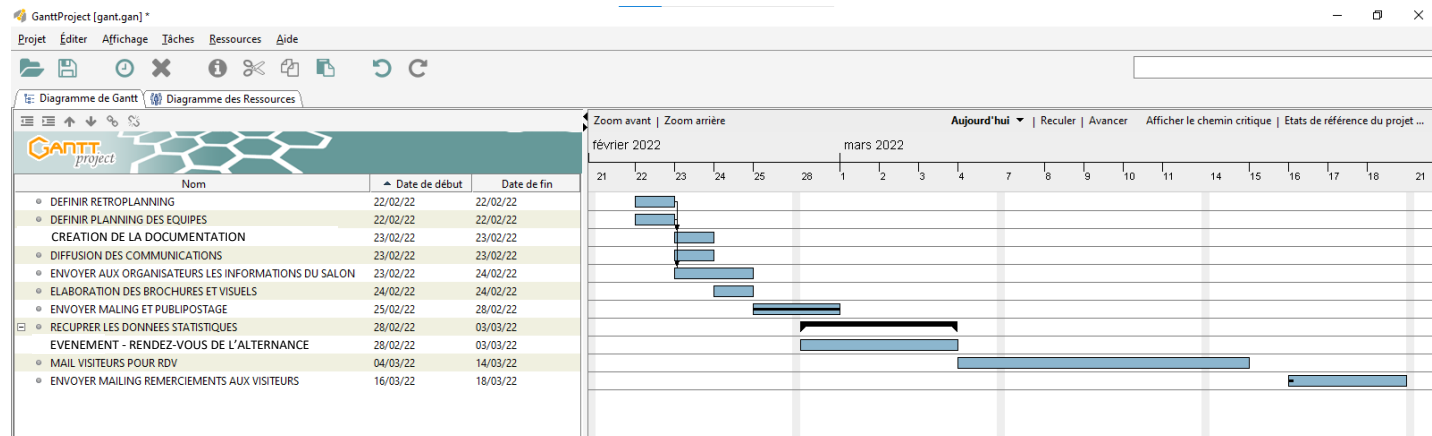 GanttProject [gant.gan] *
Projet Éditer Affichage Tâches Ressources Aide
Diagramme de Gantt Diagramme des Ressources
Zoom avant | Zoom arrière Aujourd'hui | Reculer | Avancer Afficher le chemin critique | Etats de référence du projet ...
GANTT project
février 2022 mars 2022
21 22 23 24 25 28 1 2 3 4 7 8 9 10 11 14 15 16 17 18 21
Nom Date de début Date de fin
DEFINIR RETROPLANNING 22/02/22 22/02/22
DEFINIR PLANNING DES EQUIPES 22/02/22 22/02/22
CREATION DE LA DOCUMENTATION 23/02/22 23/02/22
DIFFUSION DES COMMUNICATIONS 23/02/22 23/02/22
ENVOYER AUX ORGANISATEURS LES INFORMATIONS DU SALON 23/02/22 24/02/22
ELABORATION DES BROCHURES ET VISUELS 24/02/22 24/02/22
ENVOYER MALING ET PUBLIPOSTAGE 25/02/22 28/02/22
RECUPRER LES DONNEES STATISTIQUES 28/02/22 03/03/22
EVENEMENT - RENDEZ-VOUS DE L'ALTERNANCE 28/02/22 03/03/22
MAIL VISITEURS POUR RDV 04/03/22 14/03/22
ENVOYER MAILING REMERCIEMENTS AUX VISITEURS 16/03/22 18/03/22